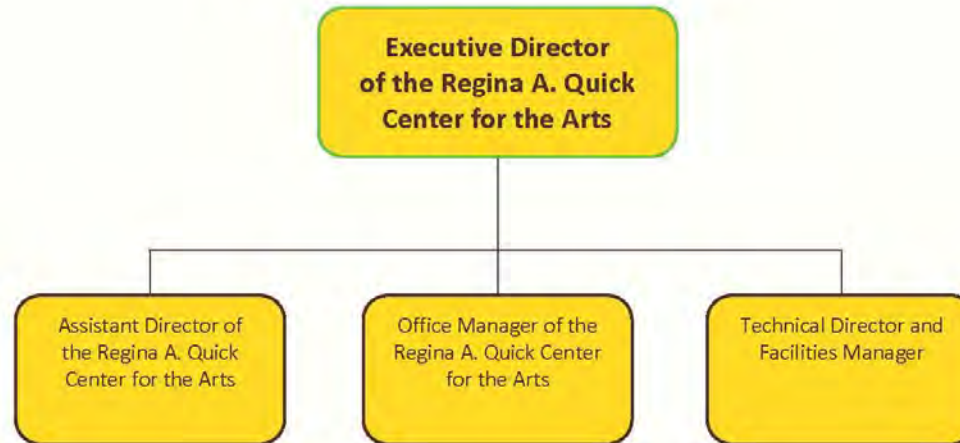 Executive Director
of the Regina A. Quick
Center for the Arts
Assistant Director of
the Regina A. Quick
Center for the Arts
Office Manager of the
Regina A. Quick Center
for the Arts
Technical Director and
Facilities Manager